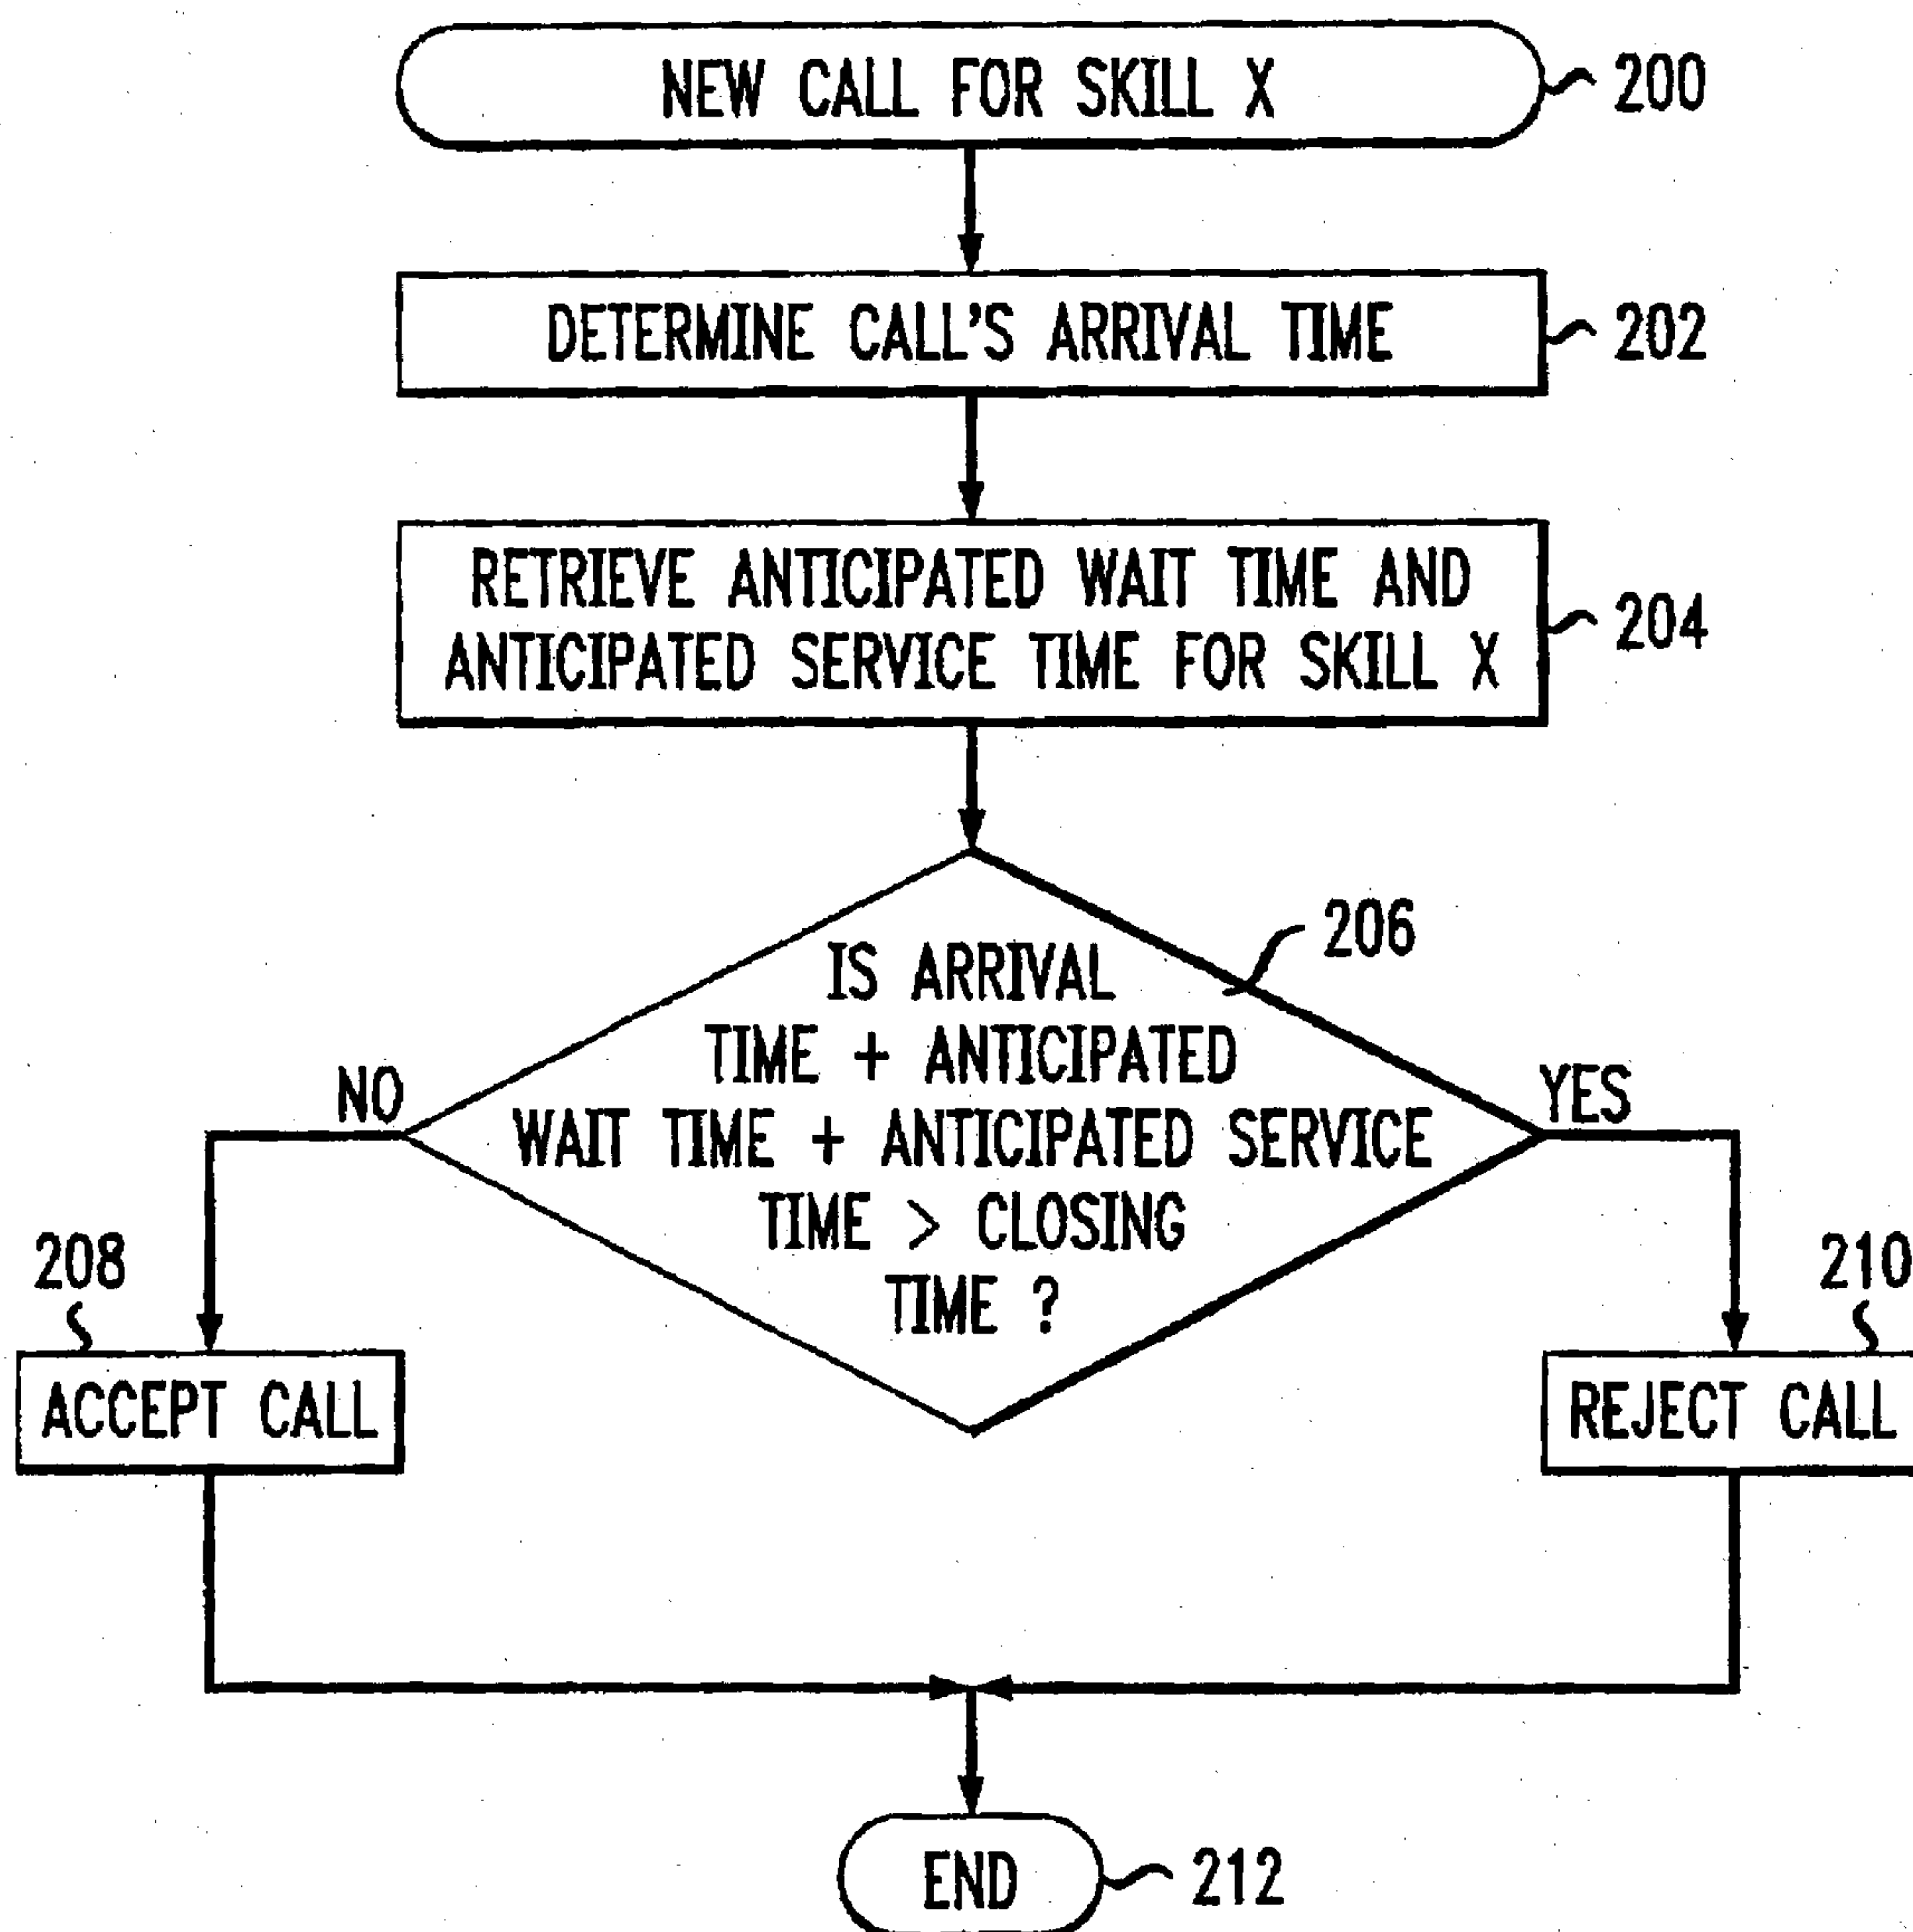 NEW CALL FOR SKILL X
200
DETERMINE CALL'S ARRIVAL TIME
202
RETRIEVE ANTICIPATED WAIT TIME AND
ANTICIPATED SERVICE TIME FOR SKILL X
204
206
IS ARRIVAL
TIME + ANTICIPATED
WAIT TIME + ANTICIPATED SERVICE
TIME > CLOSING
TIME ?
NO
YES
208
ACCEPT CALL
210
REJECT CALL
END
212